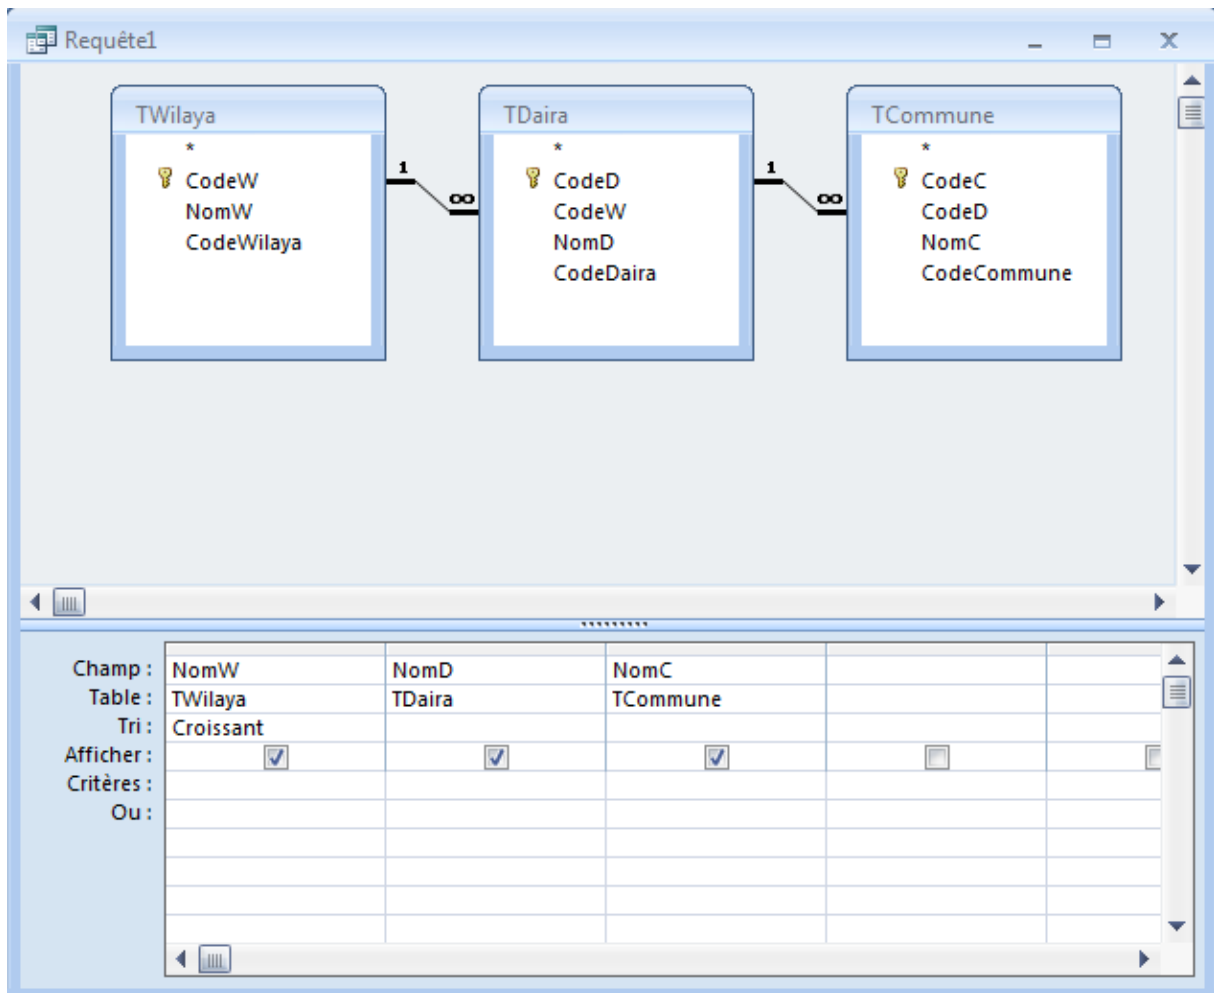 Requête1
TWilaya
*
CodeW
NomW
CodeWilaya
1
∞
TDaira
*
CodeD
CodeW
NomD
CodeDaira
1
∞
TCommune
*
CodeC
CodeD
NomC
CodeCommune
Champ : NomW NomD NomC
Table : TWilaya TDaira TCommune
Tri : Croissant
Afficher :
Critères :
Ou :